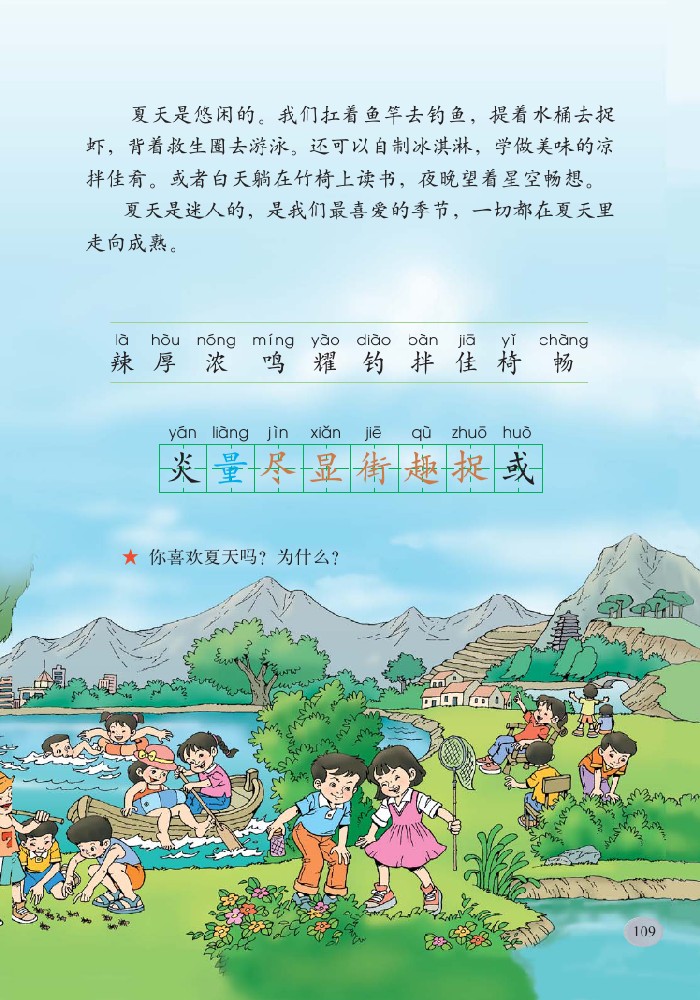 夏天是悠闲的。我们扛着鱼竿去钓鱼，提着水桶去捉
虾，背着救生圈去游泳。还可以自制冰淇淋，学做美味的凉
拌佳肴。或者白天躺在竹椅上读书，夜晚望着星空畅想。
夏天是迷人的，是我们最喜爱的季节，一切都在夏天里
走向成熟。
là hòu nóng míng yào diào bàn jiā yǐ chàng
辣 厚 浓 鸣 耀 钓 拌 佳 椅 畅
yán liàng jìn xiǎn jiē qù zhuō huò
炎 量 尽 显 街 趣 捉 或
★ 你喜欢夏天吗？为什么？
109